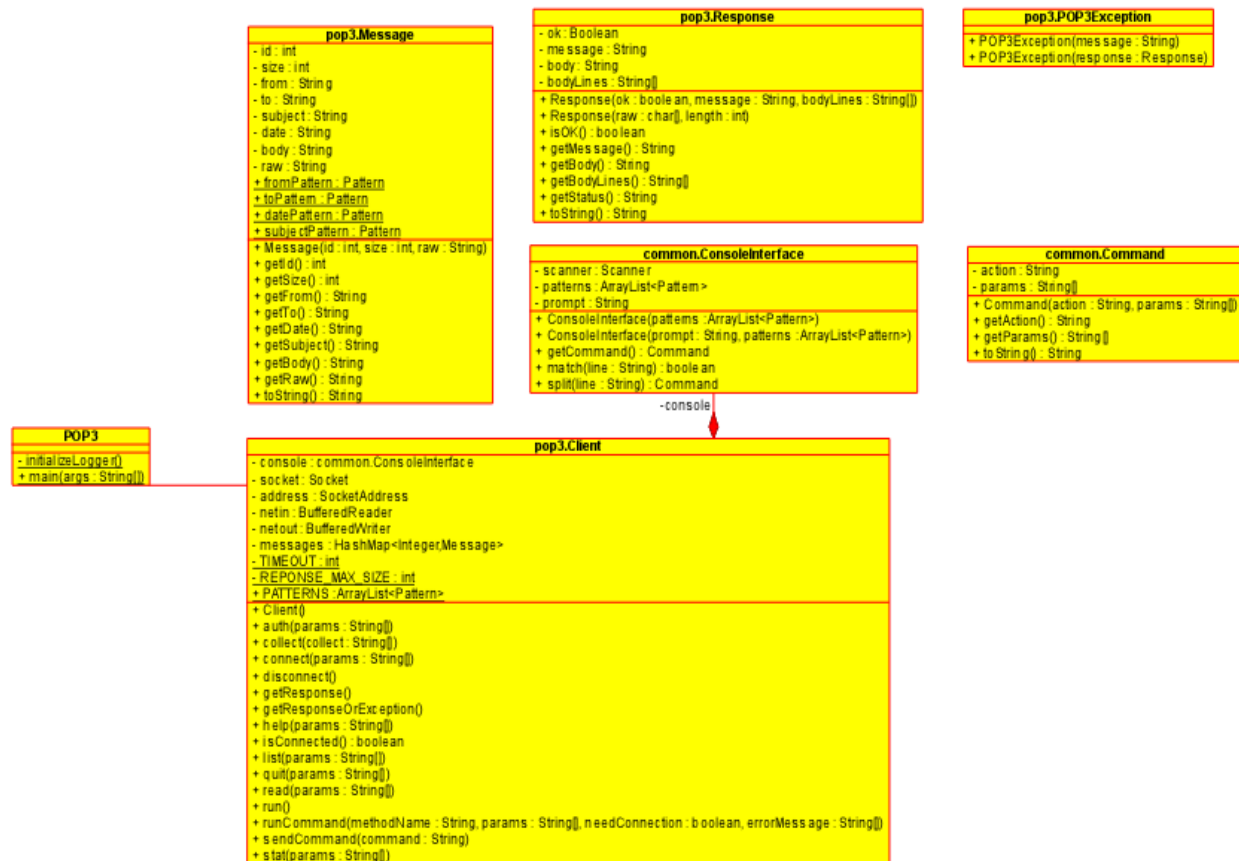 pop3.Message
- id : int
- size : int
- from : String
- to : String
- subject : String
- date : String
- body : String
- raw : String
+ fromPattern : Pattern
+ toPattern : Pattern
+ datePattern : Pattern
+ subjectPattern : Pattern
+ Message(id : int, size : int, raw : String)
+ getId() : int
+ getSize() : int
+ getFrom() : String
+ getTo() : String
+ getDate() : String
+ getSubject() : String
+ getBody() : String
+ getRaw() : String
+ toString() : String
pop3.Response
- ok : Boolean
- message : String
- body : String
- bodyLines : String[]
+ Response(ok : boolean, message : String, bodyLines : String[])
+ Response(raw : char[], length : int)
+ isOK() : boolean
+ getMessage() : String
+ getBody() : String
+ getBodyLines() : String[]
+ getStatus() : String
+ toString() : String
pop3.POP3Exception
+ POP3Exception(message : String)
+ POP3Exception(response : Response)
common.ConsoleInterface
- scanner : Scanner
- patterns : ArrayList<Pattern>
- prompt : String
+ ConsoleInterface(patterns : ArrayList<Pattern>)
+ ConsoleInterface(prompt : String, patterns : ArrayList<Pattern>)
+ getCommand() : Command
+ match(line : String) : boolean
+ split(line : String) : Command
common.Command
- action : String
- params : String[]
+ Command(action : String, params : String[])
+ getAction() : String
+ getParams() : String[]
+ toString() : String
-console
POP3
- initializeLogger()
+ main(args : String[])
pop3.Client
- console : common.ConsoleInterface
- socket : Socket
- address : SocketAddress
- netin : BufferedReader
- netout : BufferedWriter
- messages : HashMap<Integer,Message>
- TIMEOUT : int
- REPONSE_MAX_SIZE : int
+ PATTERNS : ArrayList<Pattern>
+ Client()
+ auth(params : String[])
+ collect(collect : String[])
+ connect(params : String[])
+ disconnect()
+ getResponse()
+ getResponseOrException()
+ help(params : String[])
+ isConnected() : boolean
+ list(params : String[])
+ quit(params : String[])
+ read(params : String[])
+ run()
+ runCommand(methodName : String, params : String[], needConnection : boolean, errorMessage : String[])
+ sendCommand(command : String)
+ stat(params : String[])